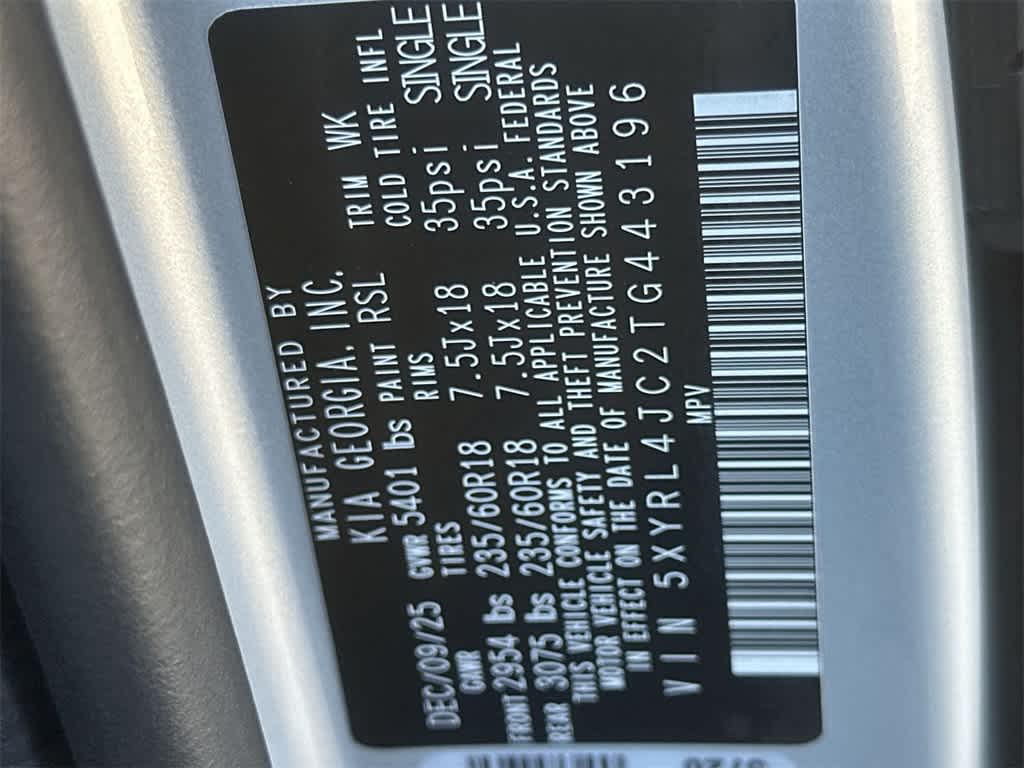 MANUFACTURED BY
KIA GEORGIA, INC.
DEC/09/25 GVWR 5401 lbs PAINT RSL TRIM WK
GAWR TIRES RIMS COLD TIRE INFL
FRONT 2954 lbs 235/60R18 7.5Jx18 35psi SINGLE
REAR 3075 lbs 235/60R18 7.5Jx18 35psi SINGLE
THIS VEHICLE CONFORMS TO ALL APPLICABLE U.S.A. FEDERAL
MOTOR VEHICLE SAFETY AND THEFT PREVENTION STANDARDS
IN EFFECT ON THE DATE OF MANUFACTURE SHOWN ABOVE
VIN 5XYRL4JC2TG443196
MPV